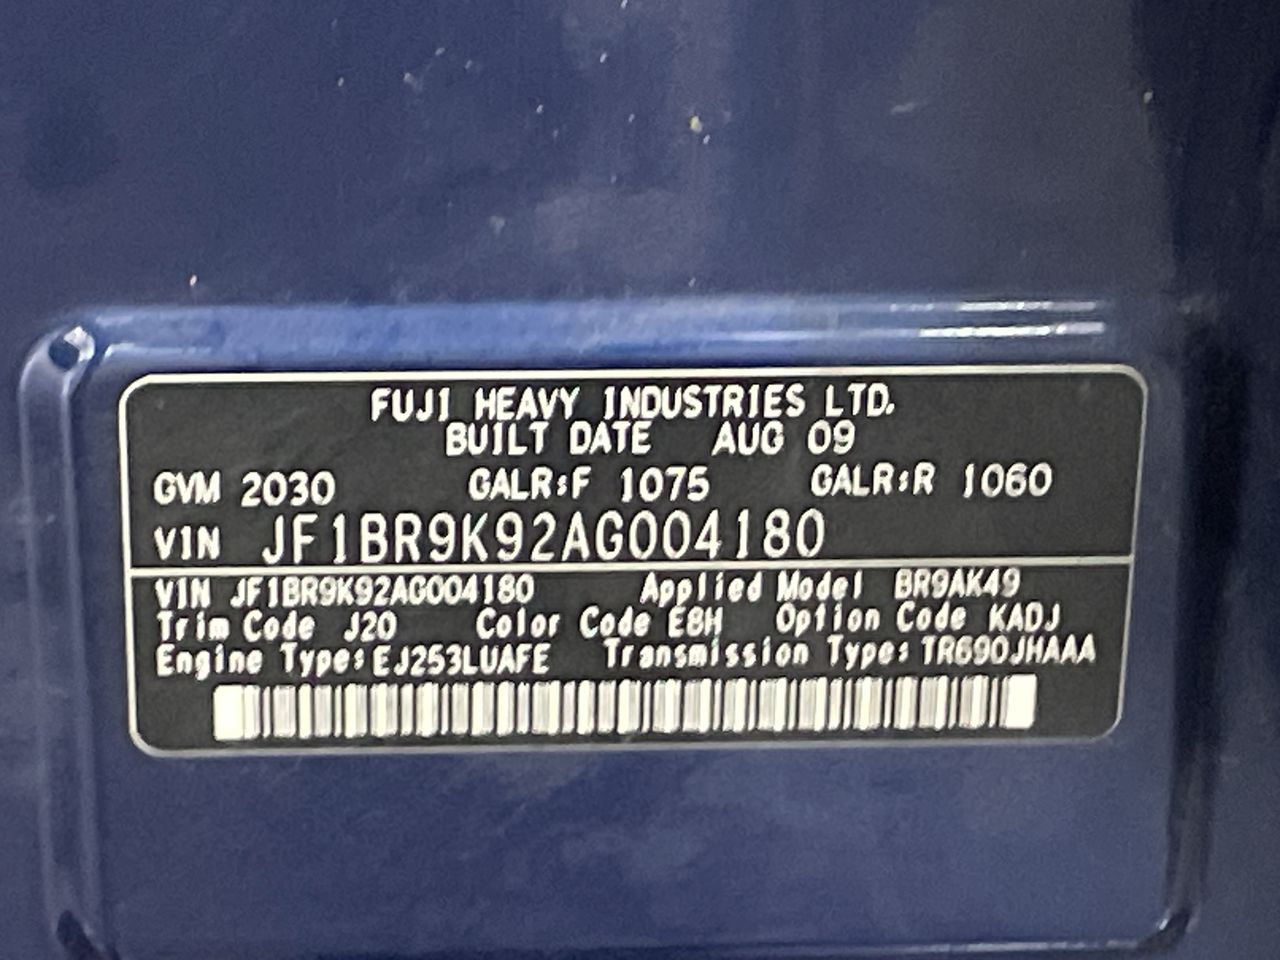 FUJI HEAVY INDUSTRIES LTD.
BUILT DATE AUG 09
GVM 2030 GALR:F 1075 GALR:R 1060
VIN JF1BR9K92AG004180
VIN JF1BR9K92AG004180 Applied Model BR9AK49
Trim Code J20 Color Code E8H Option Code KADJ
Engine Type: EJ253LUAFE Transmission Type: TR690JHAAA